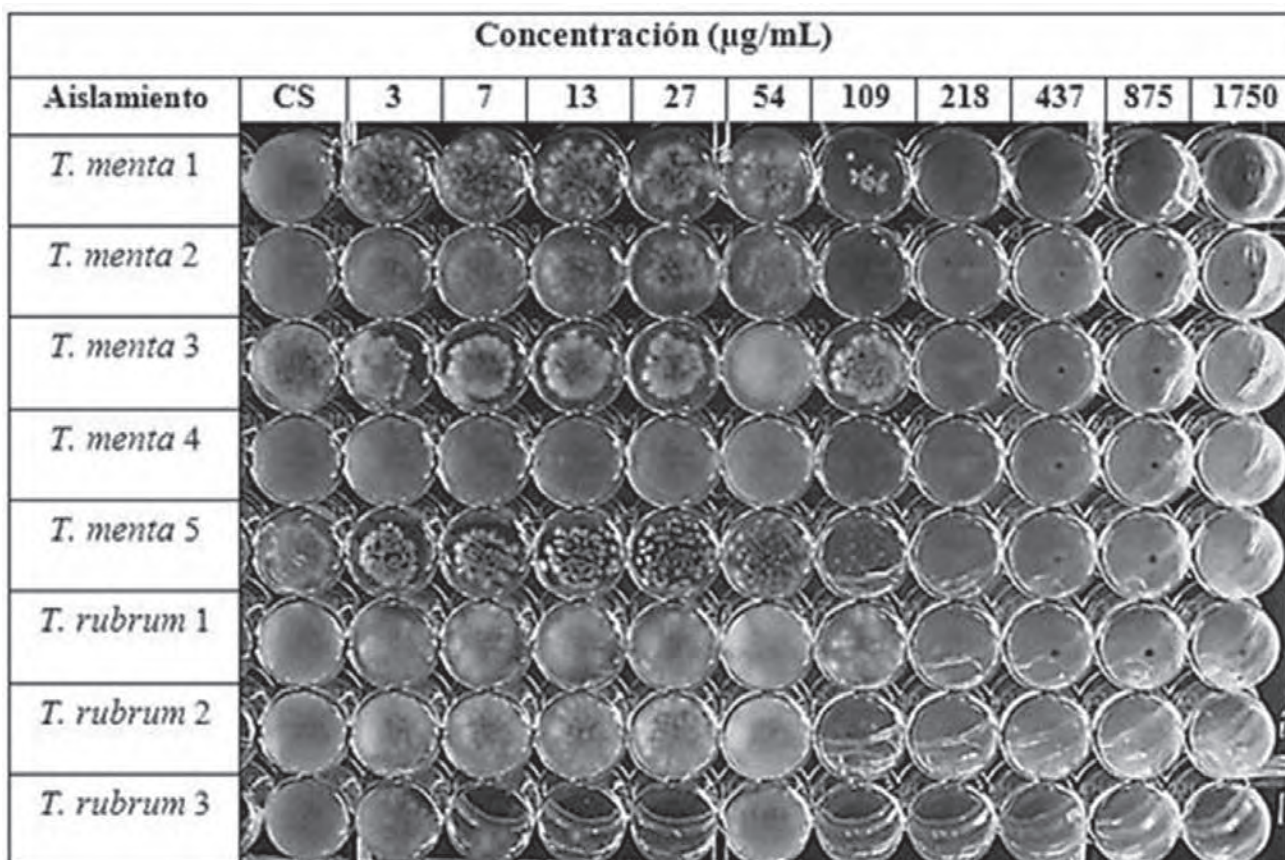 Concentración (µg/mL)
Aislamiento CS 3 7 13 27 54 109 218 437 875 1750
T. menta 1
T. menta 2
T. menta 3
T. menta 4
T. menta 5
T. rubrum 1
T. rubrum 2
T. rubrum 3